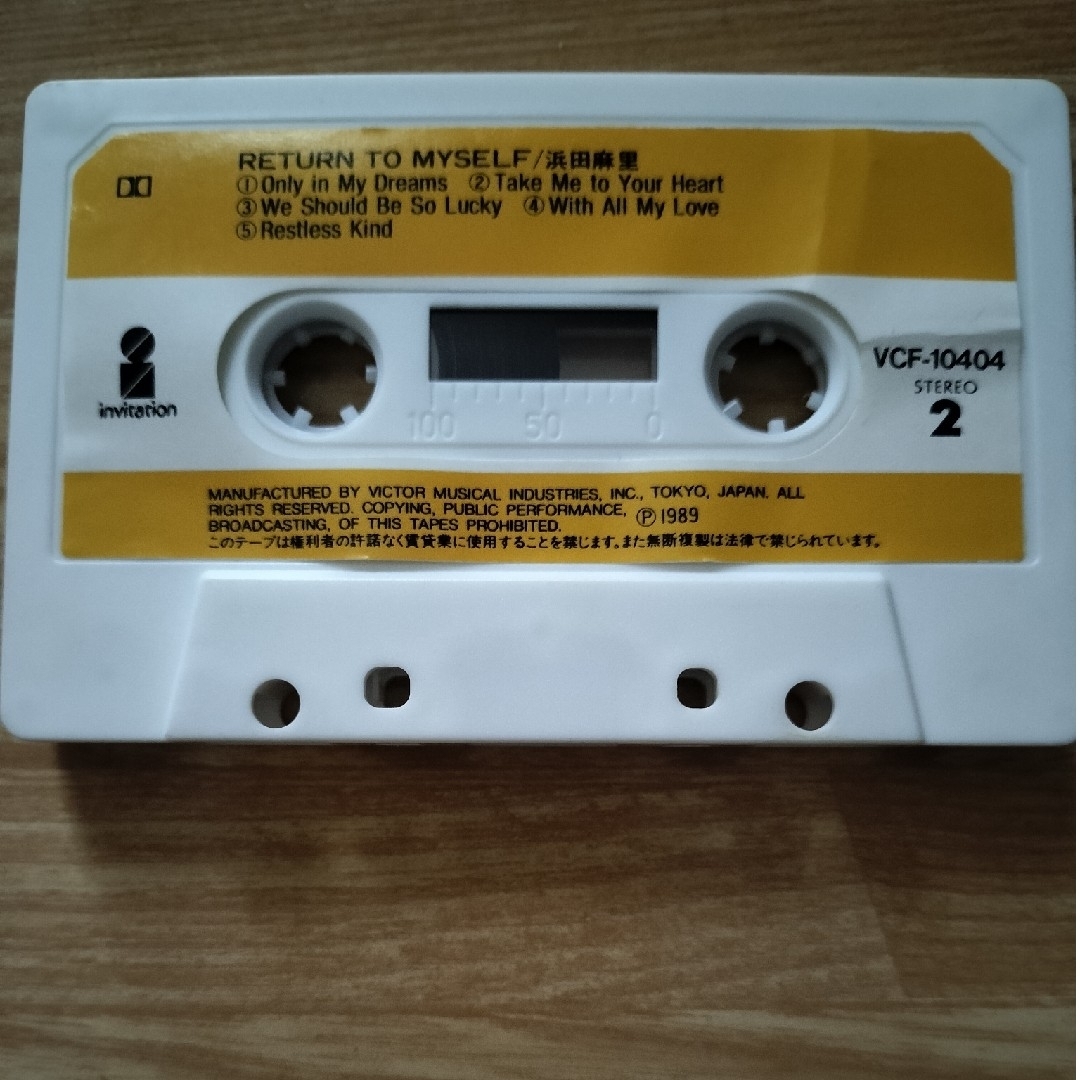 RETURN TO MYSELF/浜田麻里
①Only in My Dreams ②Take Me to Your Heart
③We Should Be So Lucky ④With All My Love
⑤Restless Kind
invitation
100 50 0
VCF-10404
STEREO
2
MANUFACTURED BY VICTOR MUSICAL INDUSTRIES, INC., TOKYO, JAPAN. ALL
RIGHTS RESERVED. COPYING, PUBLIC PERFORMANCE,
BROADCASTING, OF THIS TAPES PROHIBITED. Ⓟ1989
このテープは権利者の許諾なく賃貸業に使用することを禁じます。また無断複製は法律で禁じられています。